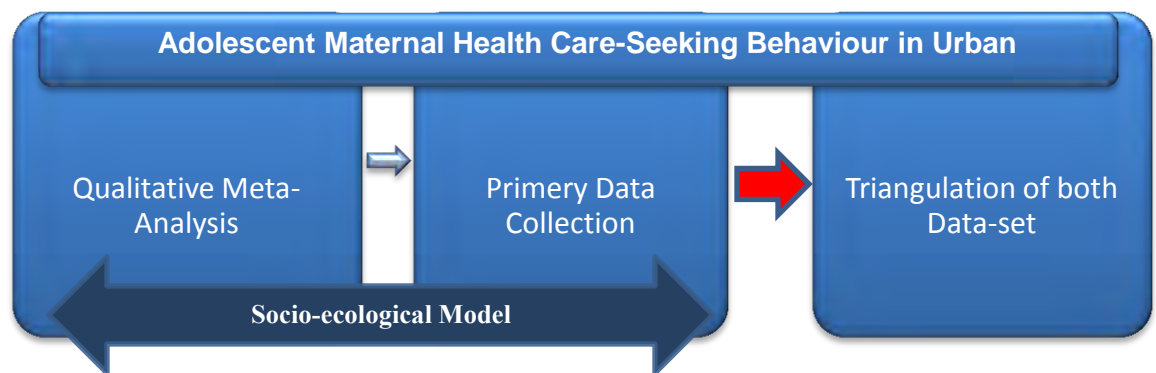 Adolescent Maternal Health Care-Seeking Behaviour in Urban
Qualitative Meta-
Analysis
Primery Data
Collection
Triangulation of both
Data-set
Socio-ecological Model